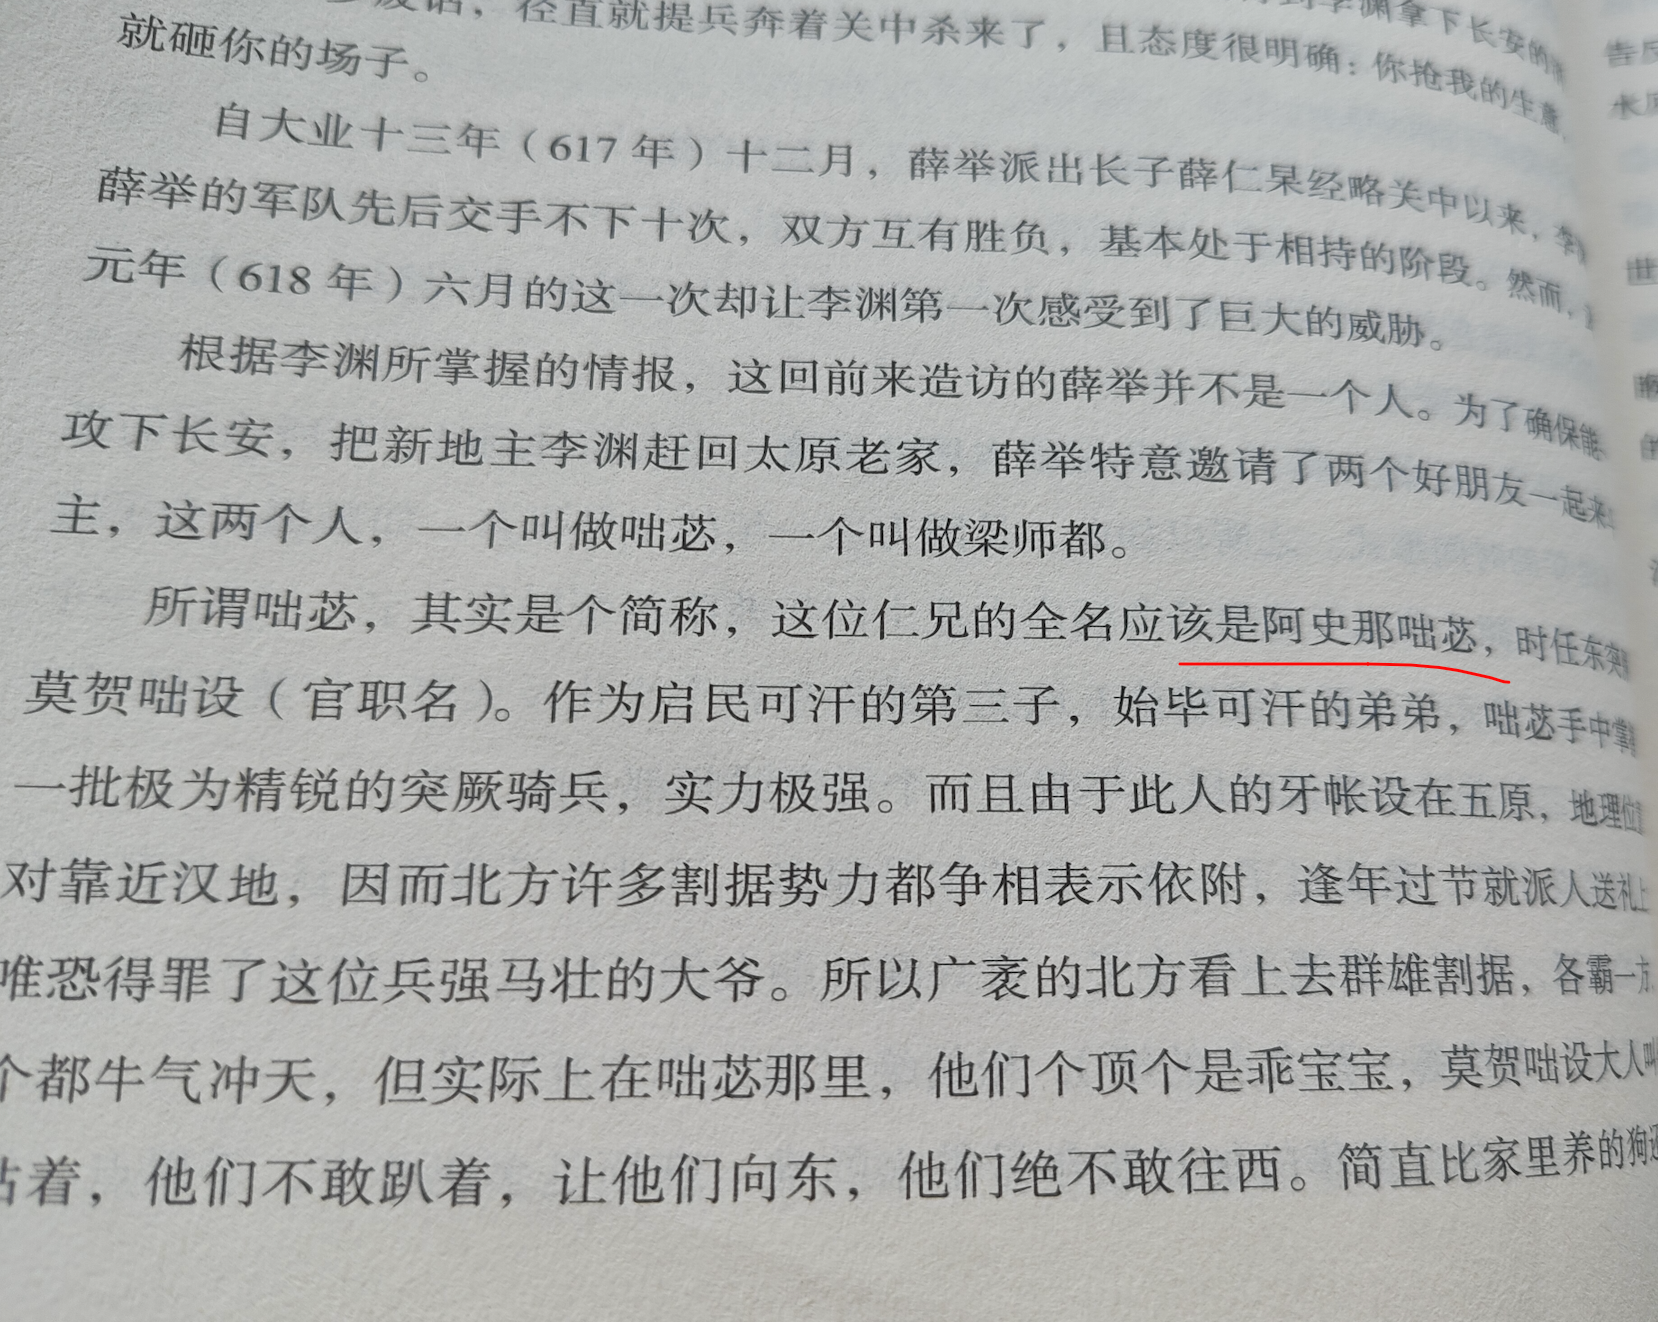 废话，径直就提兵奔着关中杀来了，且态度很明确：你抢我的生意，
李渊拿下长安的
就砸你的场子。
自大业十三年（617 年）十二月，薛举派出长子薛仁杲经略关中以来，李
薛举的军队先后交手不下十次，双方互有胜负，基本处于相持的阶段。然而，
元年（618 年）六月的这一次却让李渊第一次感受到了巨大的威胁。
根据李渊所掌握的情报，这回前来造访的薛举并不是一个人。为了确保能
攻下长安，把新地主李渊赶回太原老家，薛举特意邀请了两个好朋友一起来
主，这两个人，一个叫做咄苾，一个叫做梁师都。
所谓咄苾，其实是个简称，这位仁兄的全名应该是阿史那咄苾，时任东突
莫贺咄设（官职名）。作为启民可汗的第三子，始毕可汗的弟弟，咄苾手中掌
一批极为精锐的突厥骑兵，实力极强。而且由于此人的牙帐设在五原，地理位
对靠近汉地，因而北方许多割据势力都争相表示依附，逢年过节就派人送礼上
唯恐得罪了这位兵强马壮的大爷。所以广袤的北方看上去群雄割据，各霸一方
个都牛气冲天，但实际上在咄苾那里，他们个顶个是乖宝宝，莫贺咄设大人叫
站着，他们不敢趴着，让他们向东，他们绝不敢往西。简直比家里养的狗还